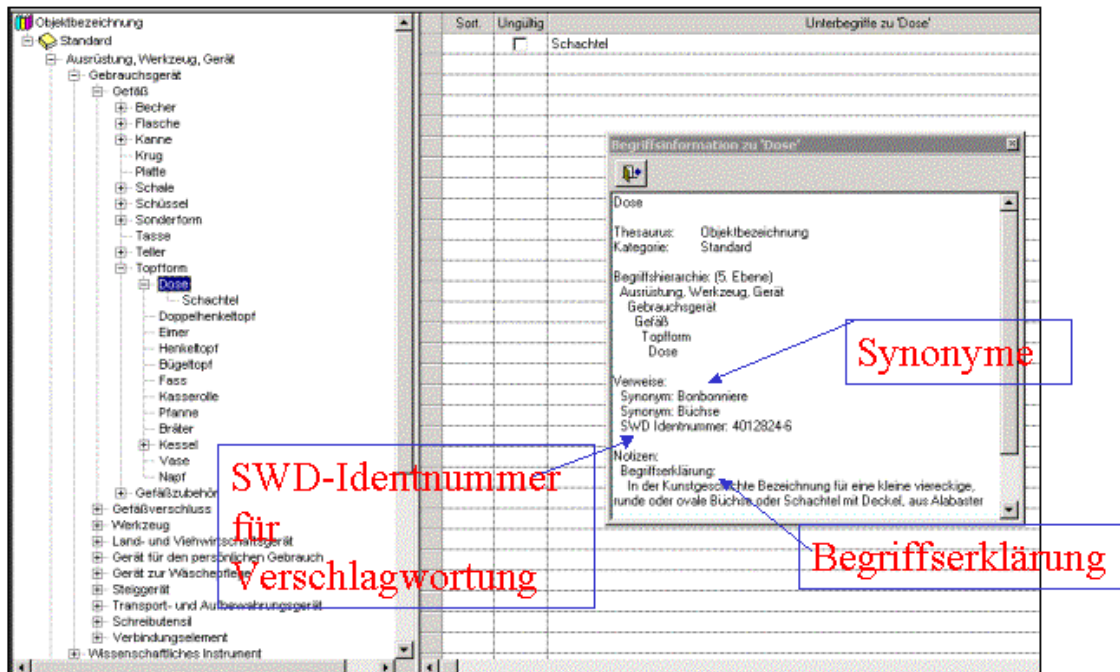 Objektbezeichnung
Standard
Ausrüstung, Werkzeug, Gerät
Gebrauchsgerät
Gefäß
Becher
Flasche
Kanne
Krug
Platte
Schale
Schüssel
Sonderform
Tasse
Teller
Topfform
Dose
Schachtel
Doppelhenkeltopf
Eimer
Henkeltopf
Bügeltopf
Fass
Kasserolle
Pfanne
Bräter
Kessel
Vase
Napf
Gefäßzubehör
Gefäßverschluss
Werkzeug
Land- und Viehwirtschaftsgerät
Gerät für den persönlichen Gebrauch
Gerät zur Wäschepflege
Steiggerät
Transport- und Aufbewahrungsgerät
Schreibutensil
Verbindungselement
Wissenschaftliches Instrument
Sort. Ungültig Unterbegriffe zu 'Dose'
Schachtel
Begriffsinformation zu 'Dose'
Dose
Thesaurus: Objektbezeichnung
Kategorie: Standard
Begriffshierarchie: (5. Ebene)
Ausrüstung, Werkzeug, Gerät
Gebrauchsgerät
Gefäß
Topfform
Dose
Verweise:
Synonym: Bonbonniere
Synonym: Büchse
SWD Identnummer: 4012824-6
Notizen:
Begriffserklärung:
In der Kunstgeschichte Bezeichnung für eine kleine viereckige,
runde oder ovale Büchse oder Schachtel mit Deckel, aus Alabaster
Synonyme
SWD-Identnummer
für
Verschlagwortung
Begriffserklärung